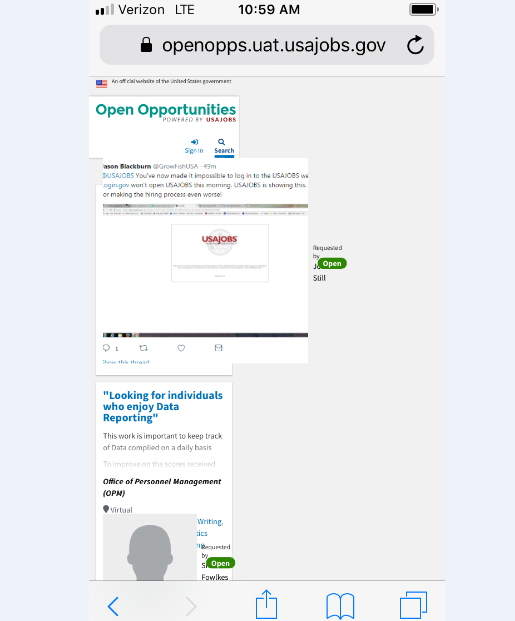 Verizon LTE 10:59 AM
openopps.uat.usajobs.gov
An official website of the United States government
Open Opportunities
POWERED BY USAJOBS
Sign In Search
Jason Blackburn @GrowFishUSA · 49m
@USAJOBS You've now made it impossible to log in to the USAJOBS we
Login.gov won't open USAJOBS this morning. USAJOBS is showing this.
or making the hiring process even worse!
USAJOBS
Requested
by
Open
Still
1
Show this thread
"Looking for individuals
who enjoy Data
Reporting"
This work is important to keep track
of Data complied on a daily basis
To improve on the scores received
Office of Personnel Management
(OPM)
Virtual
Writing,
tics
Requested
by
Open
Fowlkes